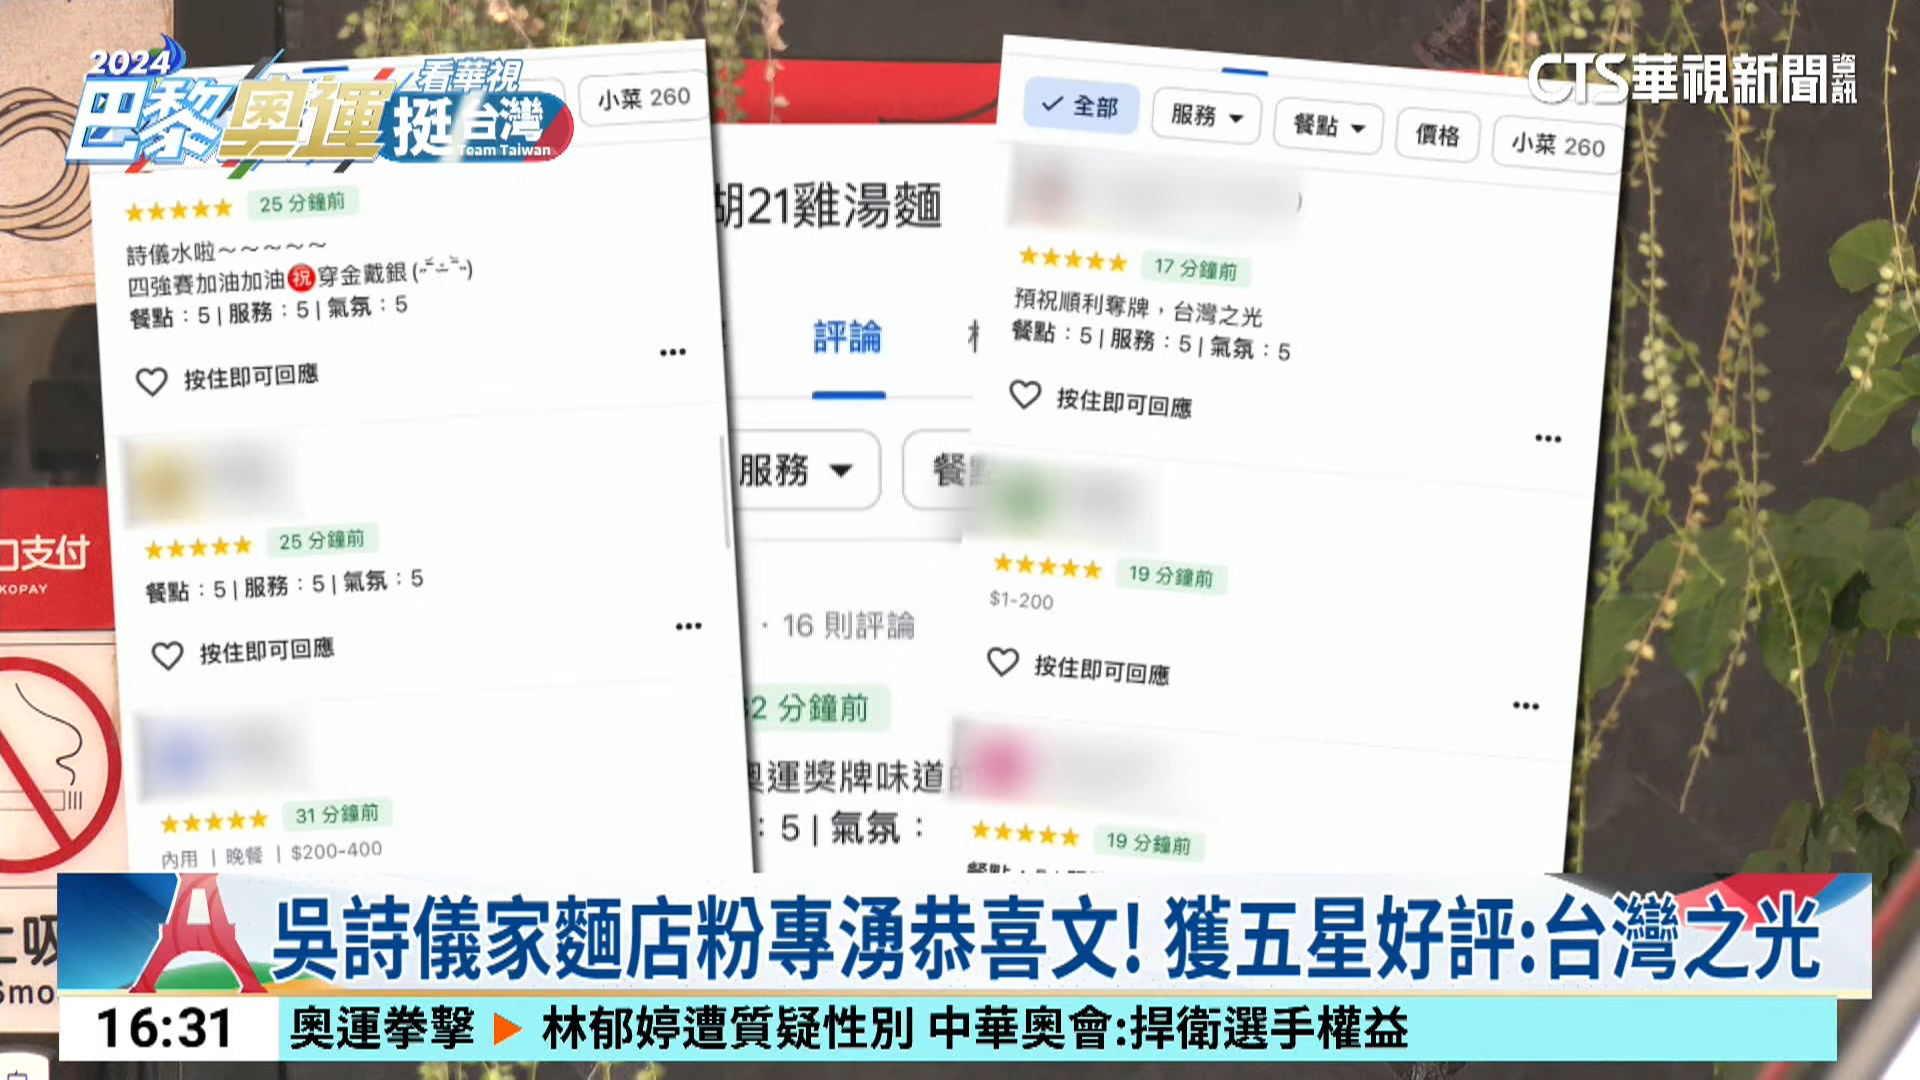 2024
巴黎奧運
看華視
挺台灣
Team Taiwan
CTS華視新聞資訊
小菜 260
25 分鐘前
詩儀水啦～～～～～
四強賽加油加油㊗️穿金戴銀
餐點：5 | 服務：5 | 氣氛：5
按住即可回應
25 分鐘前
餐點：5 | 服務：5 | 氣氛：5
按住即可回應
31 分鐘前
內用 | 晚餐 | $200-400
湖21雞湯麵
評論
服務
餐點
· 16 則評論
2 分鐘前
奧運獎牌味道的
：5 | 氣氛：
✓ 全部
服務
餐點
價格
小菜 260
17 分鐘前
預祝順利奪牌，台灣之光
餐點：5 | 服務：5 | 氣氛：5
按住即可回應
19 分鐘前
$1-200
按住即可回應
19 分鐘前
口支付
KOPAY
吸
smo
吳詩儀家麵店粉專湧恭喜文! 獲五星好評:台灣之光
16:31
奧運拳擊 ▶ 林郁婷遭質疑性別 中華奧會:捍衛選手權益